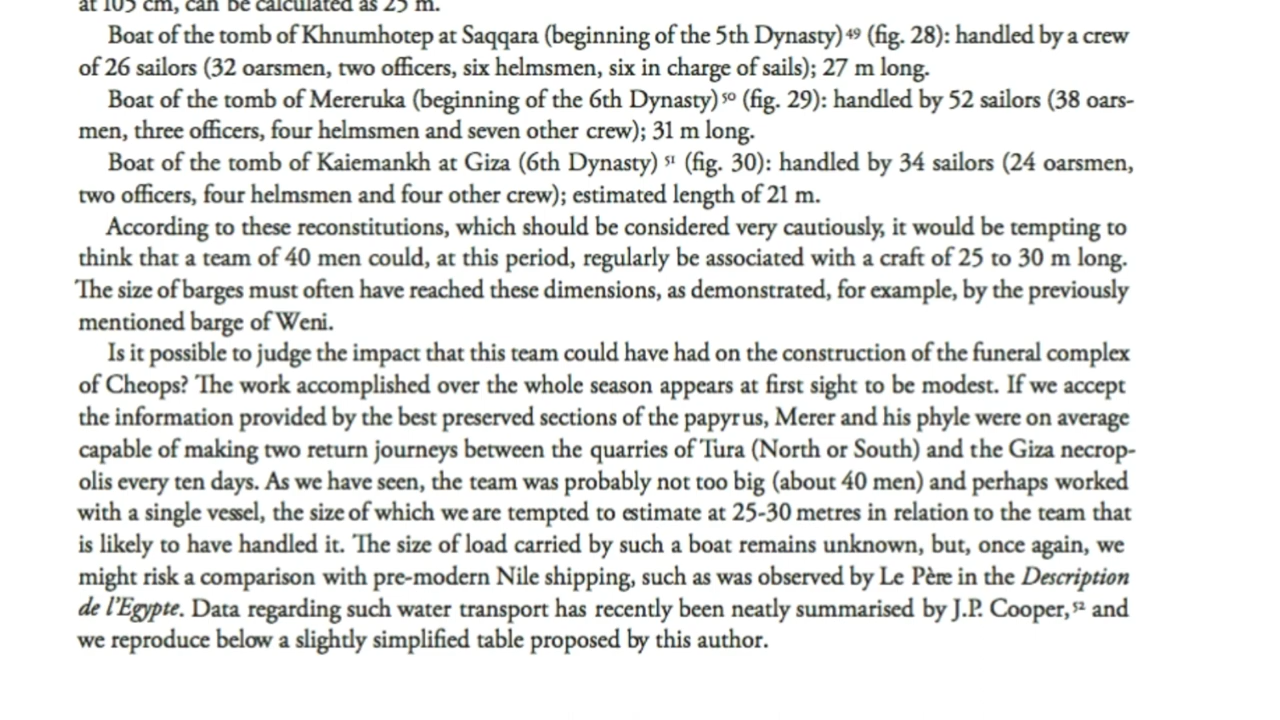 at 105 cm, can be calculated as 25 m.
Boat of the tomb of Khnumhotep at Saqqara (beginning of the 5th Dynasty) 49 (fig. 28): handled by a crew
of 26 sailors (32 oarsmen, two officers, six helmsmen, six in charge of sails); 27 m long.
Boat of the tomb of Mereruka (beginning of the 6th Dynasty) 50 (fig. 29): handled by 52 sailors (38 oars-
men, three officers, four helmsmen and seven other crew); 31 m long.
Boat of the tomb of Kaiemankh at Giza (6th Dynasty) 51 (fig. 30): handled by 34 sailors (24 oarsmen,
two officers, four helmsmen and four other crew); estimated length of 21 m.
According to these reconstitutions, which should be considered very cautiously, it would be tempting to
think that a team of 40 men could, at this period, regularly be associated with a craft of 25 to 30 m long.
The size of barges must often have reached these dimensions, as demonstrated, for example, by the previously
mentioned barge of Weni.
Is it possible to judge the impact that this team could have had on the construction of the funeral complex
of Cheops? The work accomplished over the whole season appears at first sight to be modest. If we accept
the information provided by the best preserved sections of the papyrus, Merer and his phyle were on average
capable of making two return journeys between the quarries of Tura (North or South) and the Giza necrop-
olis every ten days. As we have seen, the team was probably not too big (about 40 men) and perhaps worked
with a single vessel, the size of which we are tempted to estimate at 25-30 metres in relation to the team that
is likely to have handled it. The size of load carried by such a boat remains unknown, but, once again, we
might risk a comparison with pre-modern Nile shipping, such as was observed by Le Père in the Description
de l'Egypte. Data regarding such water transport has recently been neatly summarised by J.P. Cooper, 52 and
we reproduce below a slightly simplified table proposed by this author.